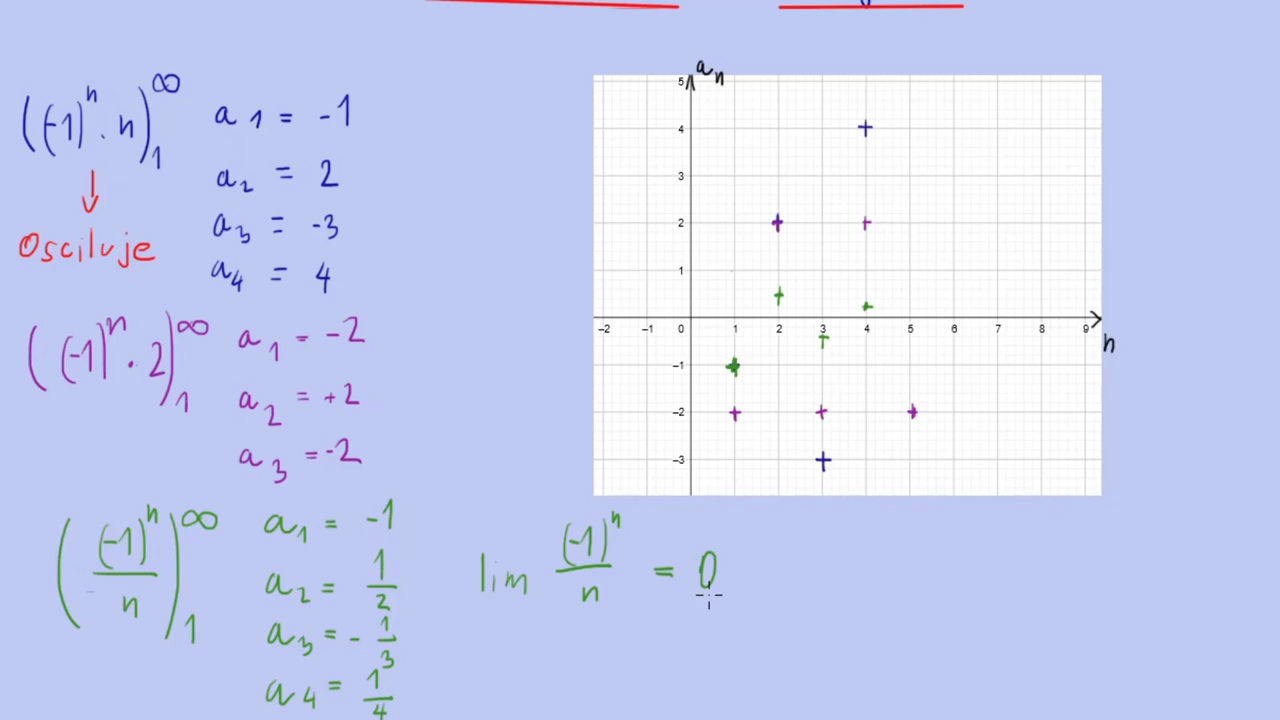 ((-1)^n · n)_1^∞
a_1 = -1
a_2 = 2
a_3 = -3
a_4 = 4
Osciluje
((-1)^n · 2)_1^∞
a_1 = -2
a_2 = +2
a_3 = -2
((-1)^n / n)_1^∞
a_1 = -1
a_2 = 1/2
a_3 = -1/3
a_4 = 1/4
lim (-1)^n / n = 0
a_n
5
4
3
2
1
−2 −1 0 1 2 3 4 5 6 7 8 9
n
−1
−2
−3